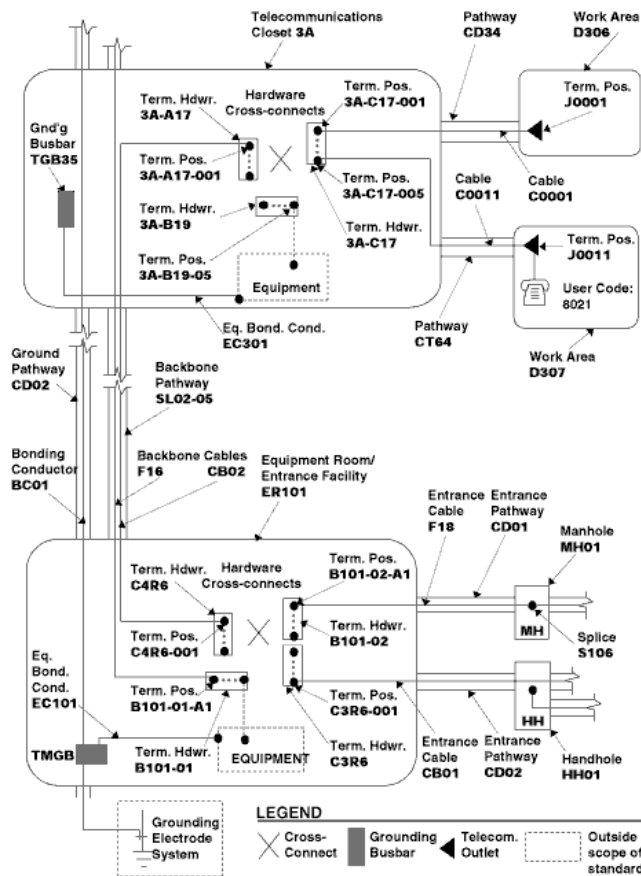 Telecommunications
Closet 3A
Pathway
CD34
Work Area
D306
Hardware
Cross-connects
Term. Pos.
3A-C17-001
Term. Pos.
J0001
Term. Hdwr.
3A-A17
Gnd'g
Busbar
TGB35
Term. Pos.
3A-A17-001
Term. Pos.
3A-C17-005
Cable
C0011
Cable
C0001
Term. Hdwr.
3A-B19
Term. Hdwr.
3A-C17
Term. Pos.
J0011
Term. Pos.
3A-B19-05
Equipment
User Code:
8021
Eq. Bond. Cond.
EC301
Pathway
CT64
Work Area
D307
Ground
Pathway
CD02
Backbone
Pathway
SL02-05
Bonding
Conductor
BC01
Backbone Cables
F16 CB02
Equipment Room/
Entrance Facility
ER101
Entrance
Cable
F18
Entrance
Pathway
CD01
Manhole
MH01
Term. Hdwr.
C4R6
Hardware
Cross-connects
Term. Pos.
B101-02-A1
Term. Hdwr.
B101-02
MH
Splice
S106
Term. Pos.
C4R6-001
Eq.
Bond.
Cond.
EC101
Term. Pos.
B101-01-A1
Term. Pos.
C3R6-001
HH
Term. Hdwr.
B101-01
EQUIPMENT
Term. Hdwr.
C3R6
Entrance
Cable
CB01
Entrance
Pathway
CD02
Handhole
HH01
TMGB
Grounding
Electrode
System
LEGEND
Cross-
Connect
Grounding
Busbar
Telecom.
Outlet
Outside
scope of
standard